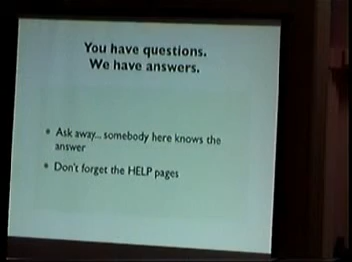 You have questions.
We have answers.
• Ask away... somebody here knows the
answer
• Don't forget the HELP pages